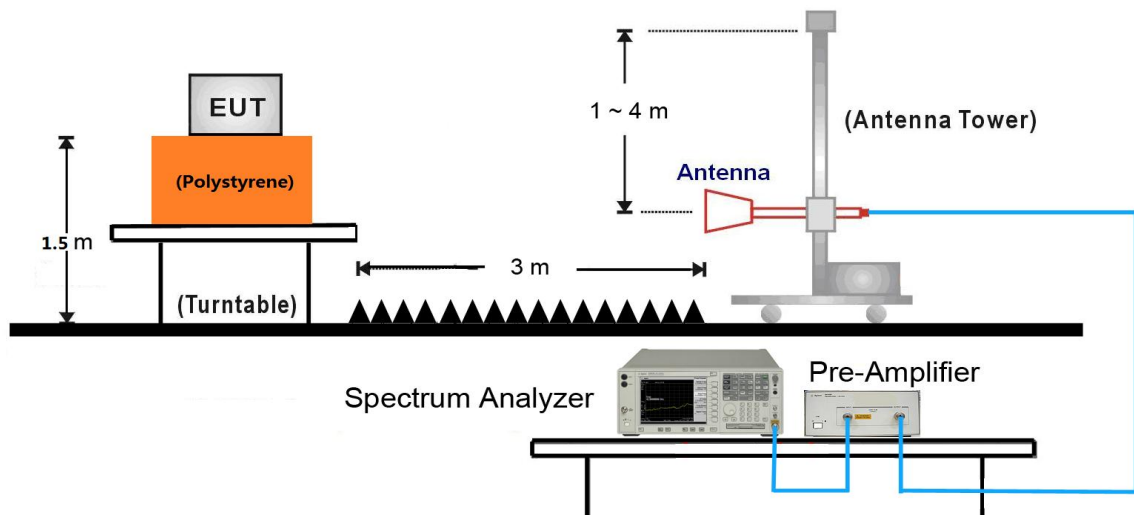 EUT
1 ~ 4 m
(Antenna Tower)
Antenna
(Polystyrene)
1.5 m
3 m
(Turntable)
Spectrum Analyzer
Pre-Amplifier